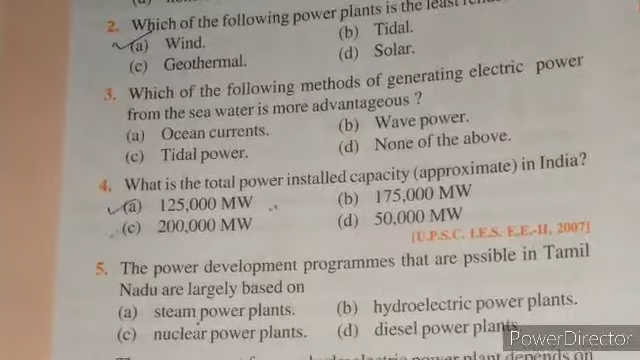 2. Which of the following power plants is the least
(a) Wind. (b) Tidal.
(c) Geothermal. (d) Solar.
3. Which of the following methods of generating electric power
from the sea water is more advantageous ?
(a) Ocean currents. (b) Wave power.
(c) Tidal power. (d) None of the above.
4. What is the total power installed capacity (approximate) in India?
(a) 125,000 MW (b) 175,000 MW
(c) 200,000 MW (d) 50,000 MW
[U.P.S.C. I.E.S. E.E.-II, 2007]
5. The power development programmes that are pssible in Tamil
Nadu are largely based on
(a) steam power plants. (b) hydroelectric power plants.
(c) nuclear power plants. (d) diesel power plants
PowerDirector
power plant depends on